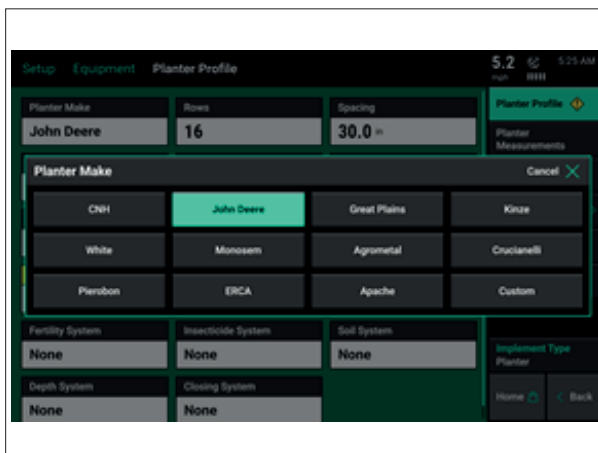 Setup Equipment Planter Profile
5.2 5:25 AM
mph
Planter Make Rows Spacing
John Deere 16 30.0 in
Planter Profile
Planter
Measurements
Planter Make Cancel
CNH John Deere Great Plains Kinze
White Monosem Agrometal Crucianelli
Pierobon ERCA Apache Custom
Fertility System Insecticide System Soil System
None None None
Implement Type
Planter
Depth System Closing System
None None
Home Back